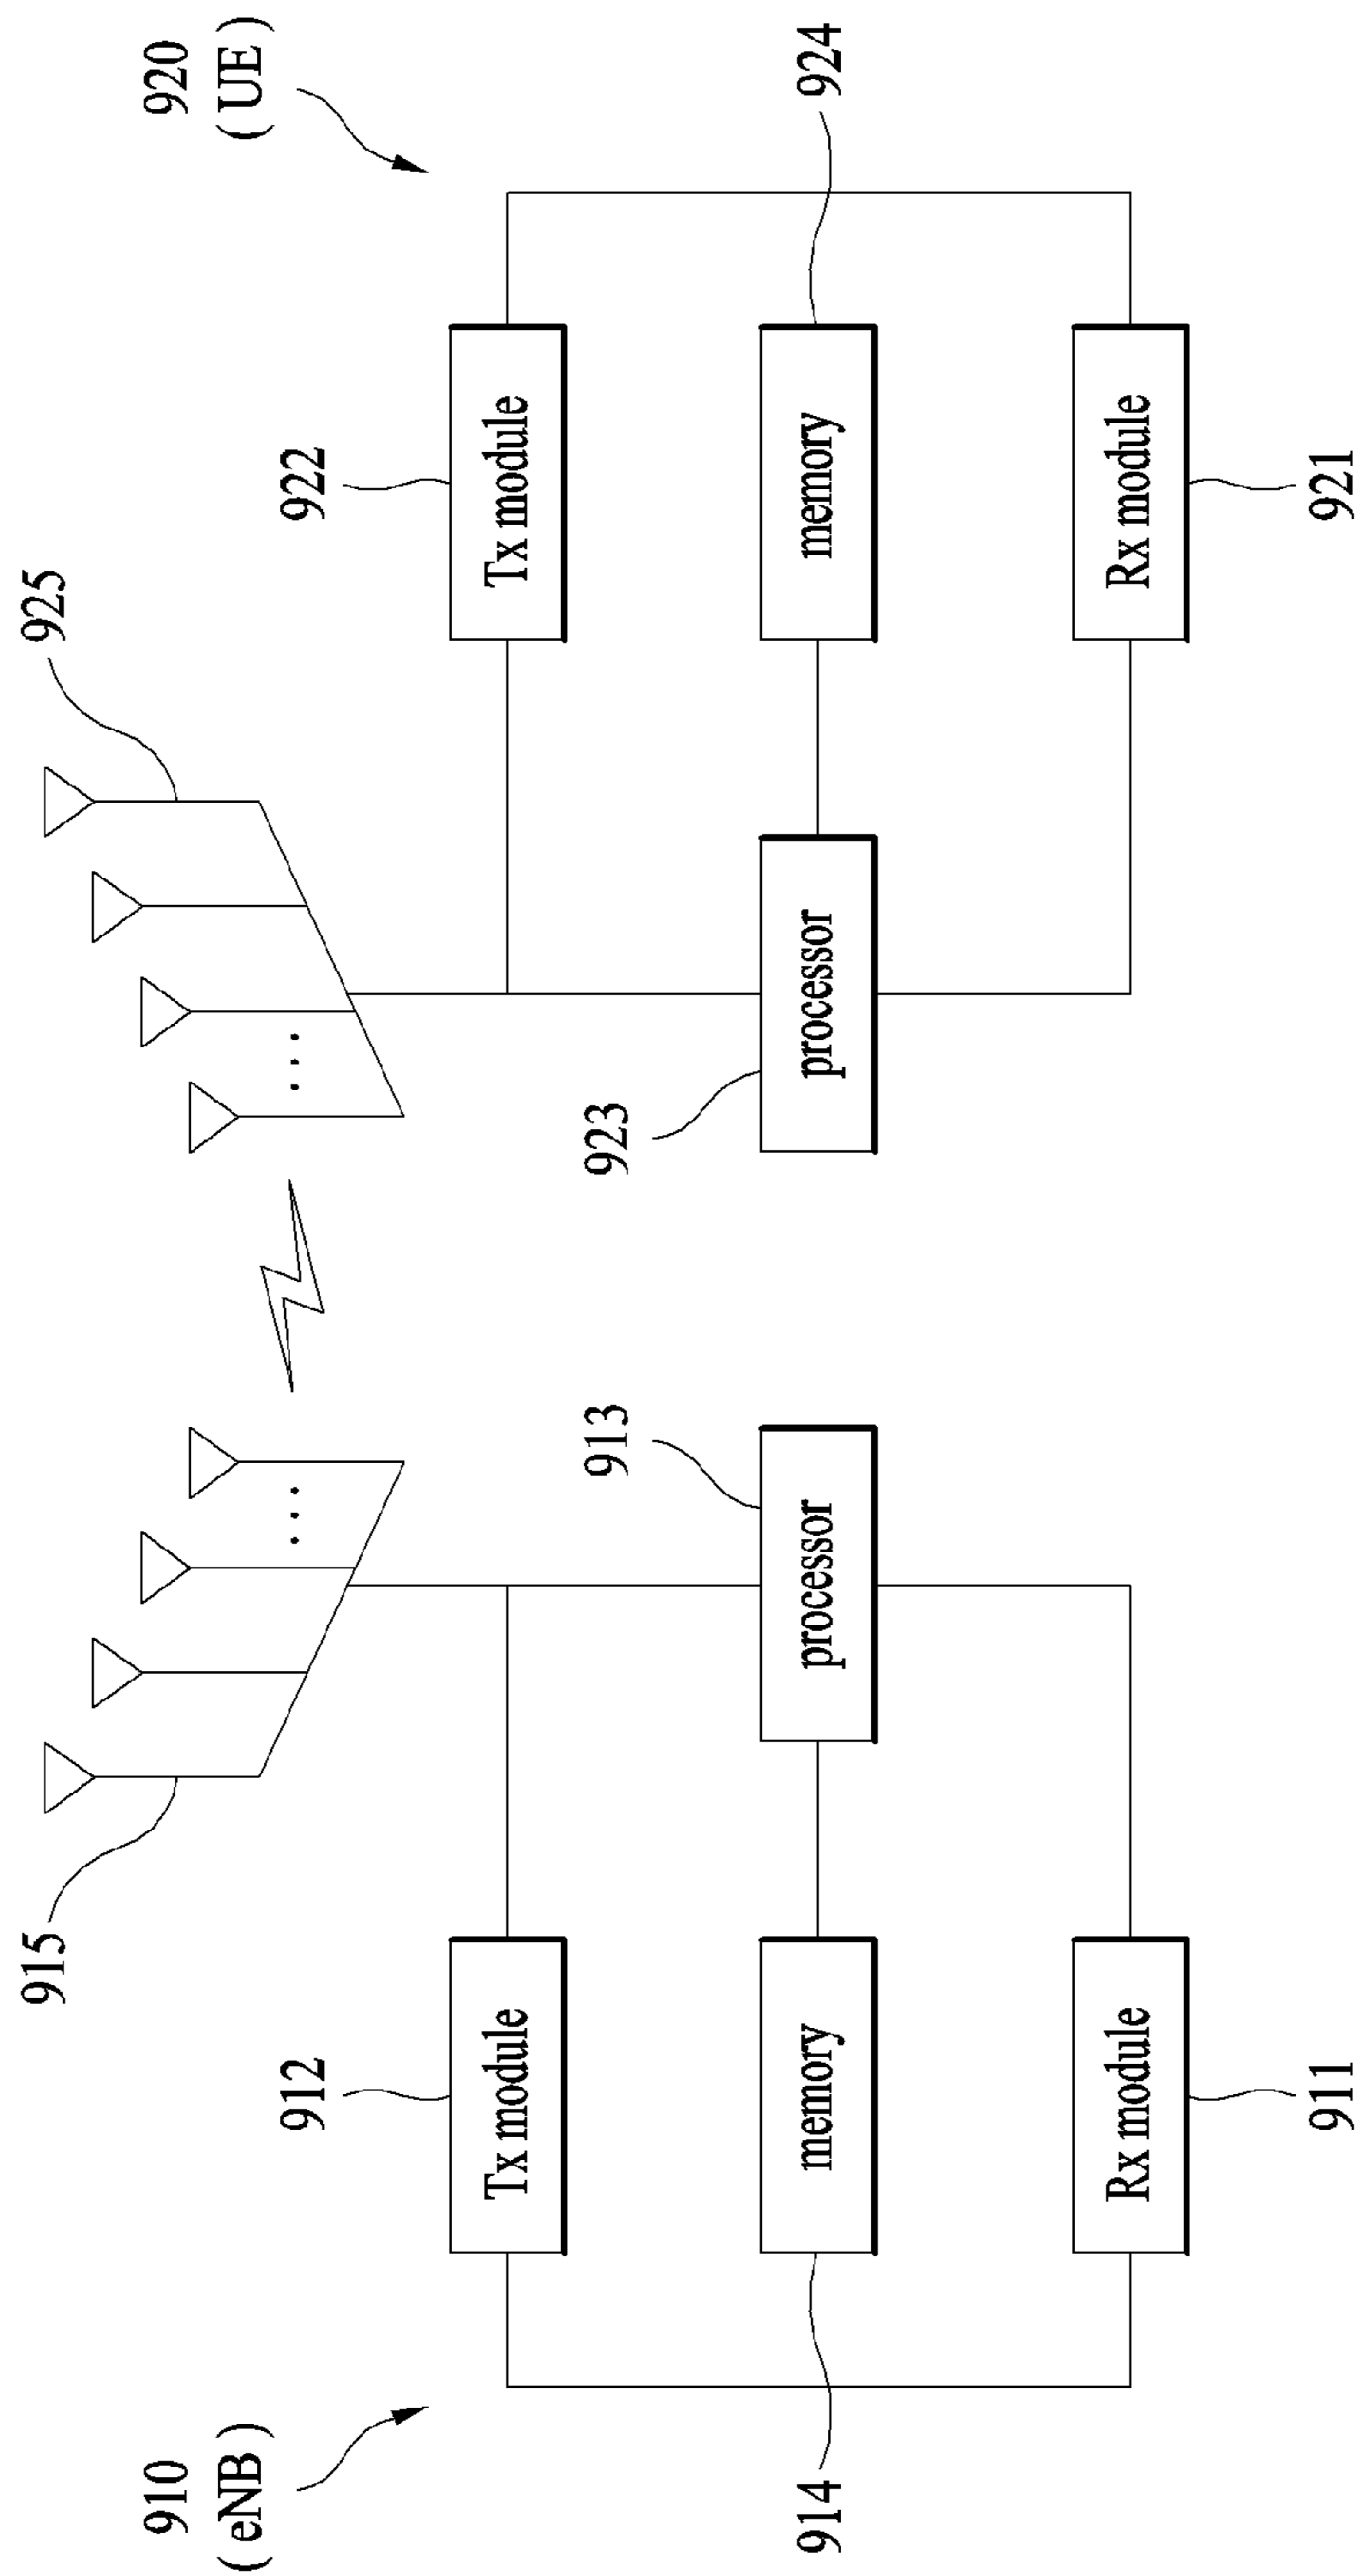 915
925
910
( eNB )
920
( UE )
912
922
Tx module
Tx module
913
923
914
memory
processor
processor
memory
924
Rx module
Rx module
911
921